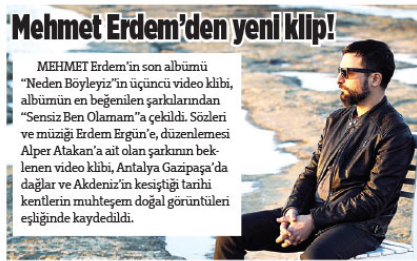 Mehmet Erdem'den yeni klip!
MEHMET Erdem'in son albümü
"Neden Böyleyiz"in üçüncü video klibi,
albümün en beğenilen şarkılarından
"Sensiz Ben Olamam"a çekildi. Sözleri
ve müziği Erdem Ergün'e, düzenlemesi
Alper Atakan'a ait olan şarkının bek-
lenen video klibi, Antalya Gazipaşa'da
dağlar ve Akdeniz'in kesiştiği tarihi
kentlerin muhteşem doğal görüntüleri
eşliğinde kaydedildi.